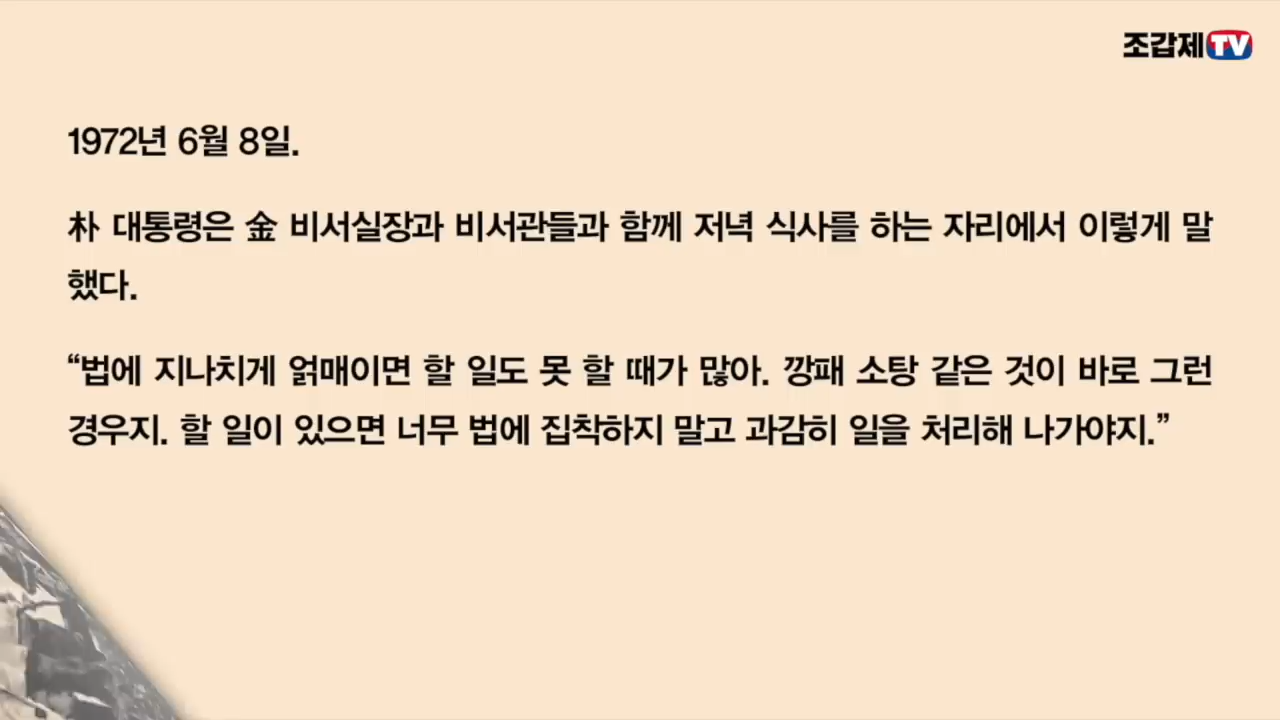 조갑제TV
1972년 6월 8일.
朴 대통령은 金 비서실장과 비서관들과 함께 저녁 식사를 하는 자리에서 이렇게 말
했다.
“법에 지나치게 얽매이면 할 일도 못 할 때가 많아. 깡패 소탕 같은 것이 바로 그런
경우지. 할 일이 있으면 너무 법에 집착하지 말고 과감히 일을 처리해 나가야지.”